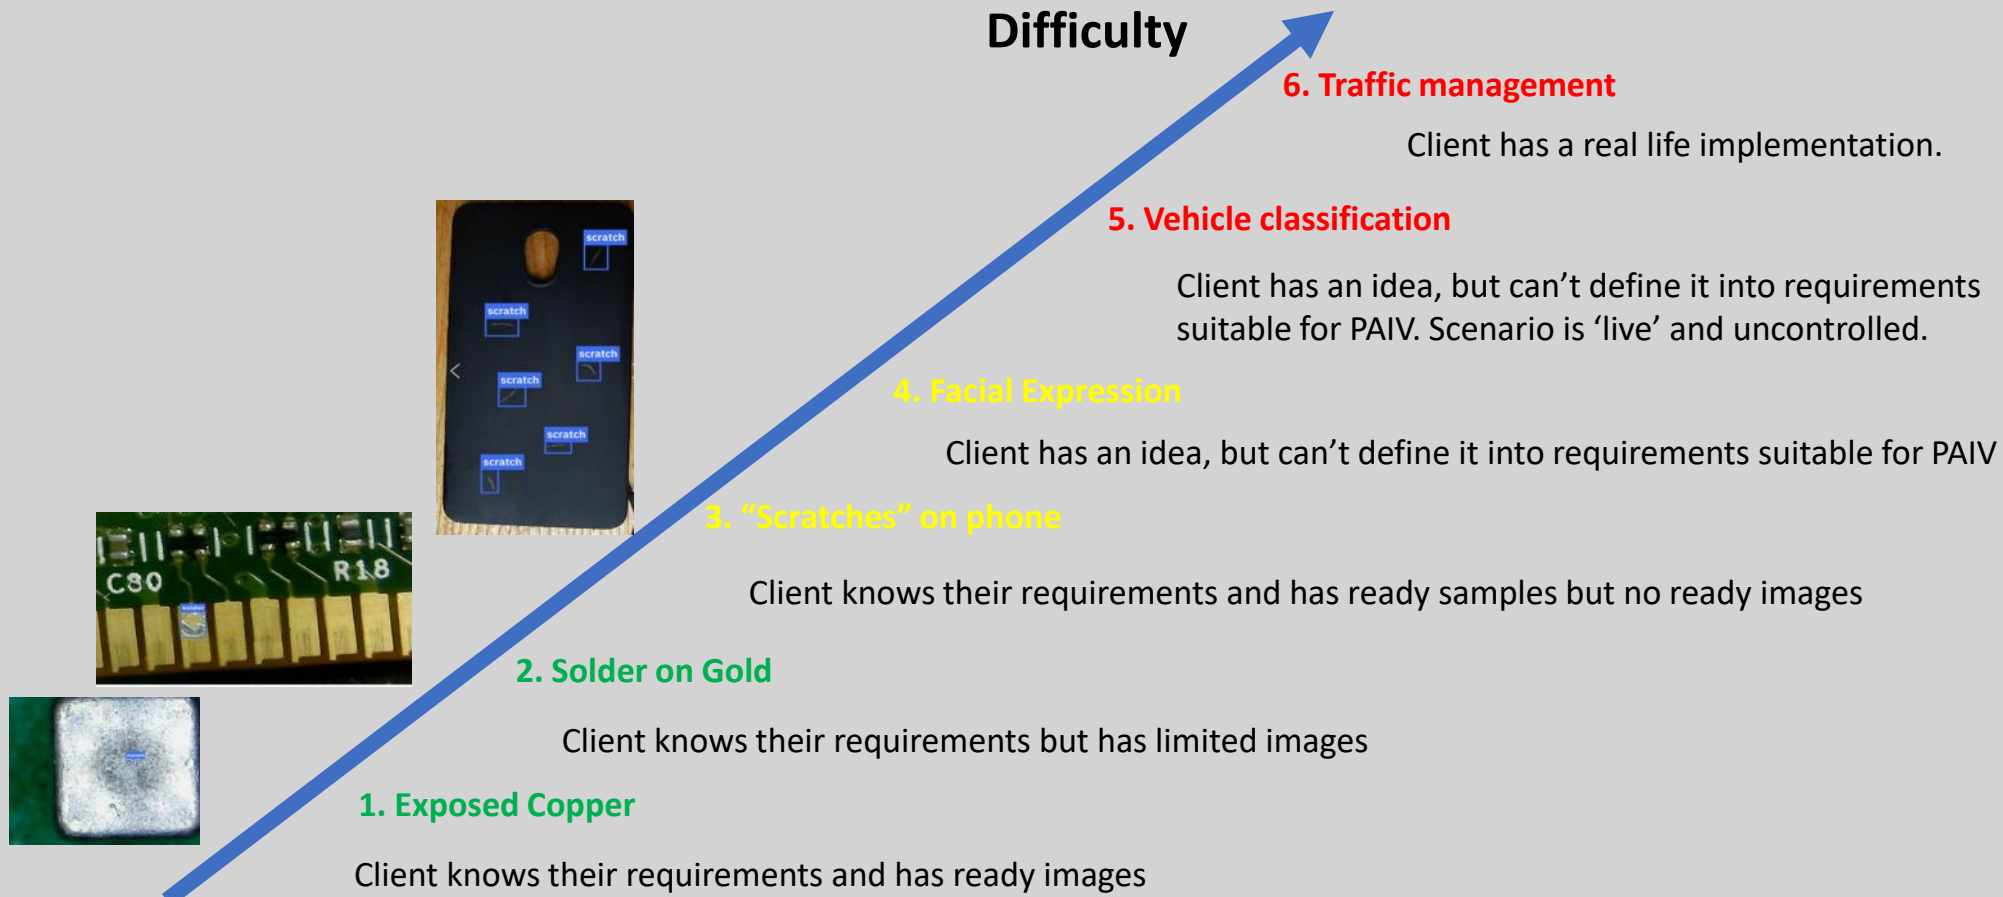 Difficulty
6. Traffic management
Client has a real life implementation.
5. Vehicle classification
Client has an idea, but can’t define it into requirements
suitable for PAIV. Scenario is ‘live’ and uncontrolled.
4. Facial Expression
Client has an idea, but can’t define it into requirements suitable for PAIV
3. “Scratches” on phone
Client knows their requirements and has ready samples but no ready images
2. Solder on Gold
Client knows their requirements but has limited images
1. Exposed Copper
Client knows their requirements and has ready images
scratch
scratch
scratch
scratch
scratch
scratch
C80
R18
solder